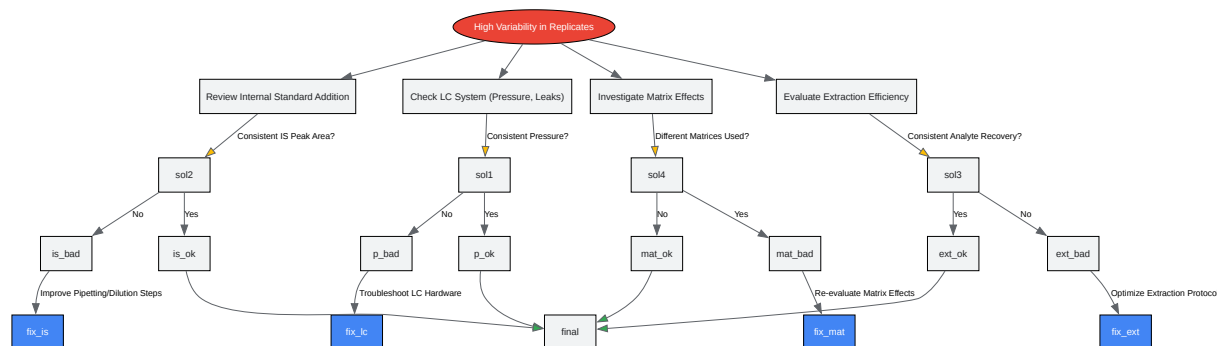 High Variability in Replicates
Review Internal Standard Addition
Check LC System (Pressure, Leaks)
Investigate Matrix Effects
Evaluate Extraction Efficiency
Consistent IS Peak Area?
Consistent Pressure?
Different Matrices Used?
Consistent Analyte Recovery?
sol2
sol1
sol4
sol3
No
Yes
No
Yes
No
Yes
Yes
No
is_bad
is_ok
p_bad
p_ok
mat_ok
mat_bad
ext_ok
ext_bad
Improve Pipetting/Dilution Steps
Troubleshoot LC Hardware
Re-evaluate Matrix Effects
Optimize Extraction Protoco
fix_is
fix_lc
final
fix_mat
fix_ext